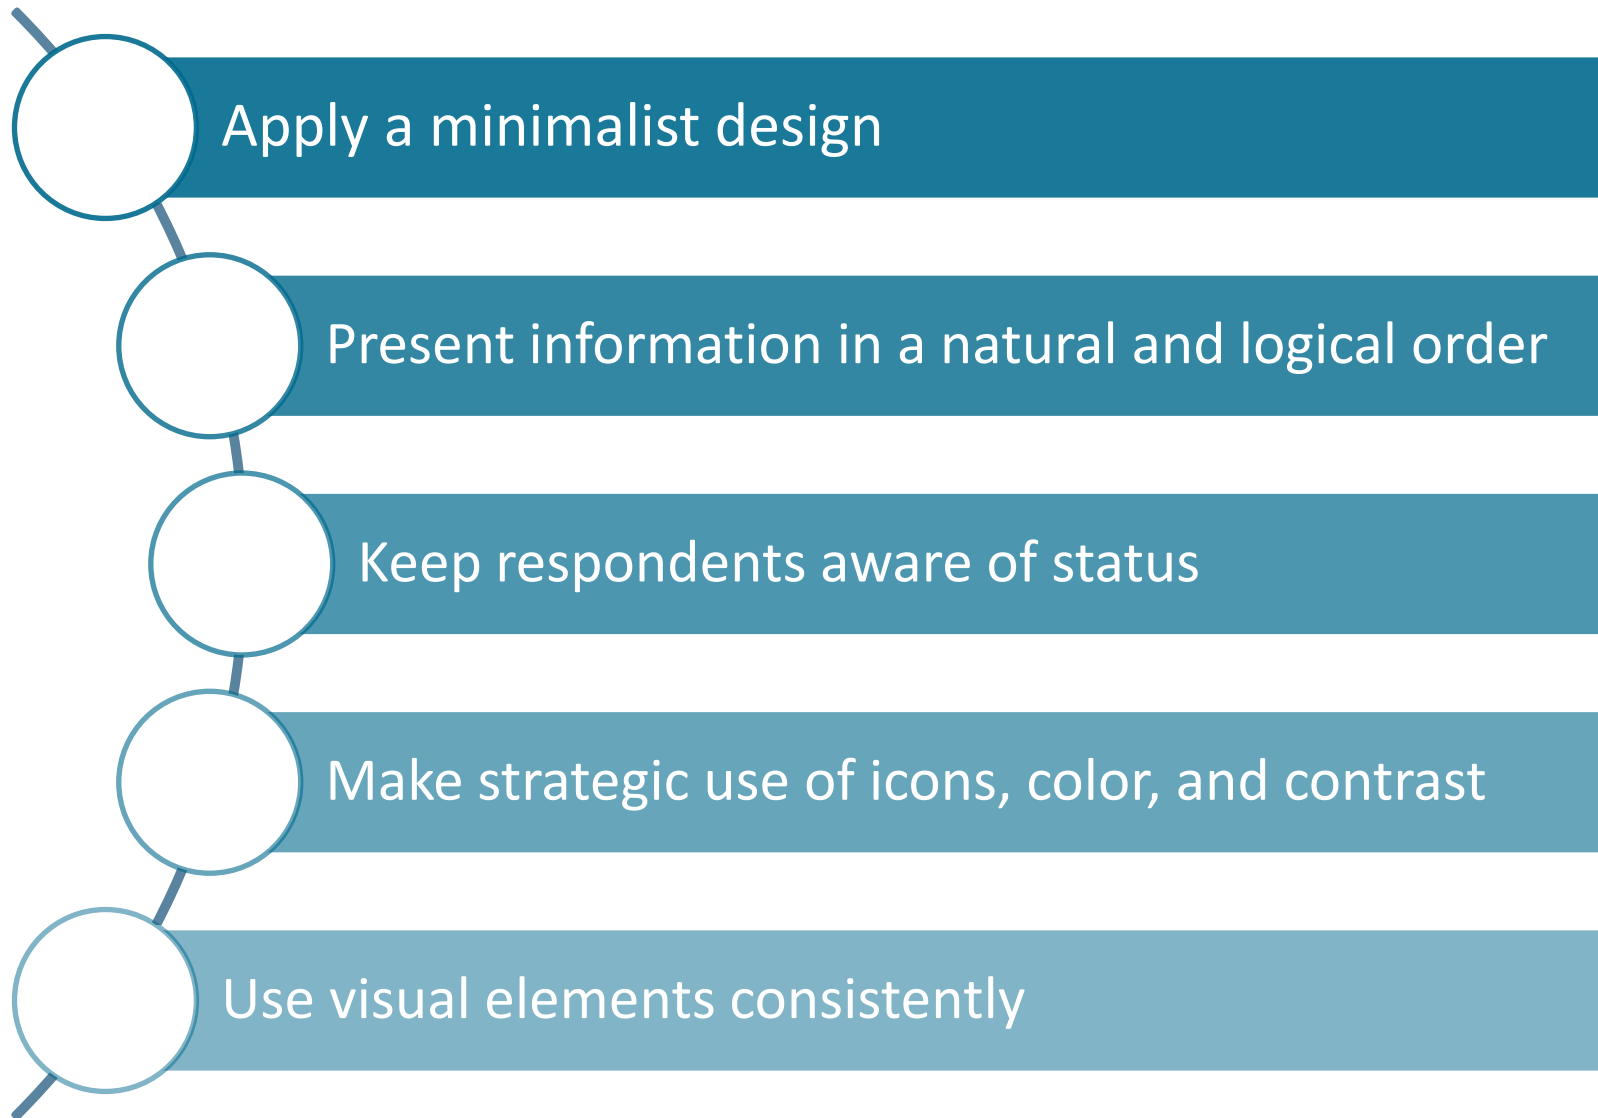 Apply a minimalist design
Present information in a natural and logical order
Keep respondents aware of status
Make strategic use of icons, color, and contrast
Use visual elements consistently